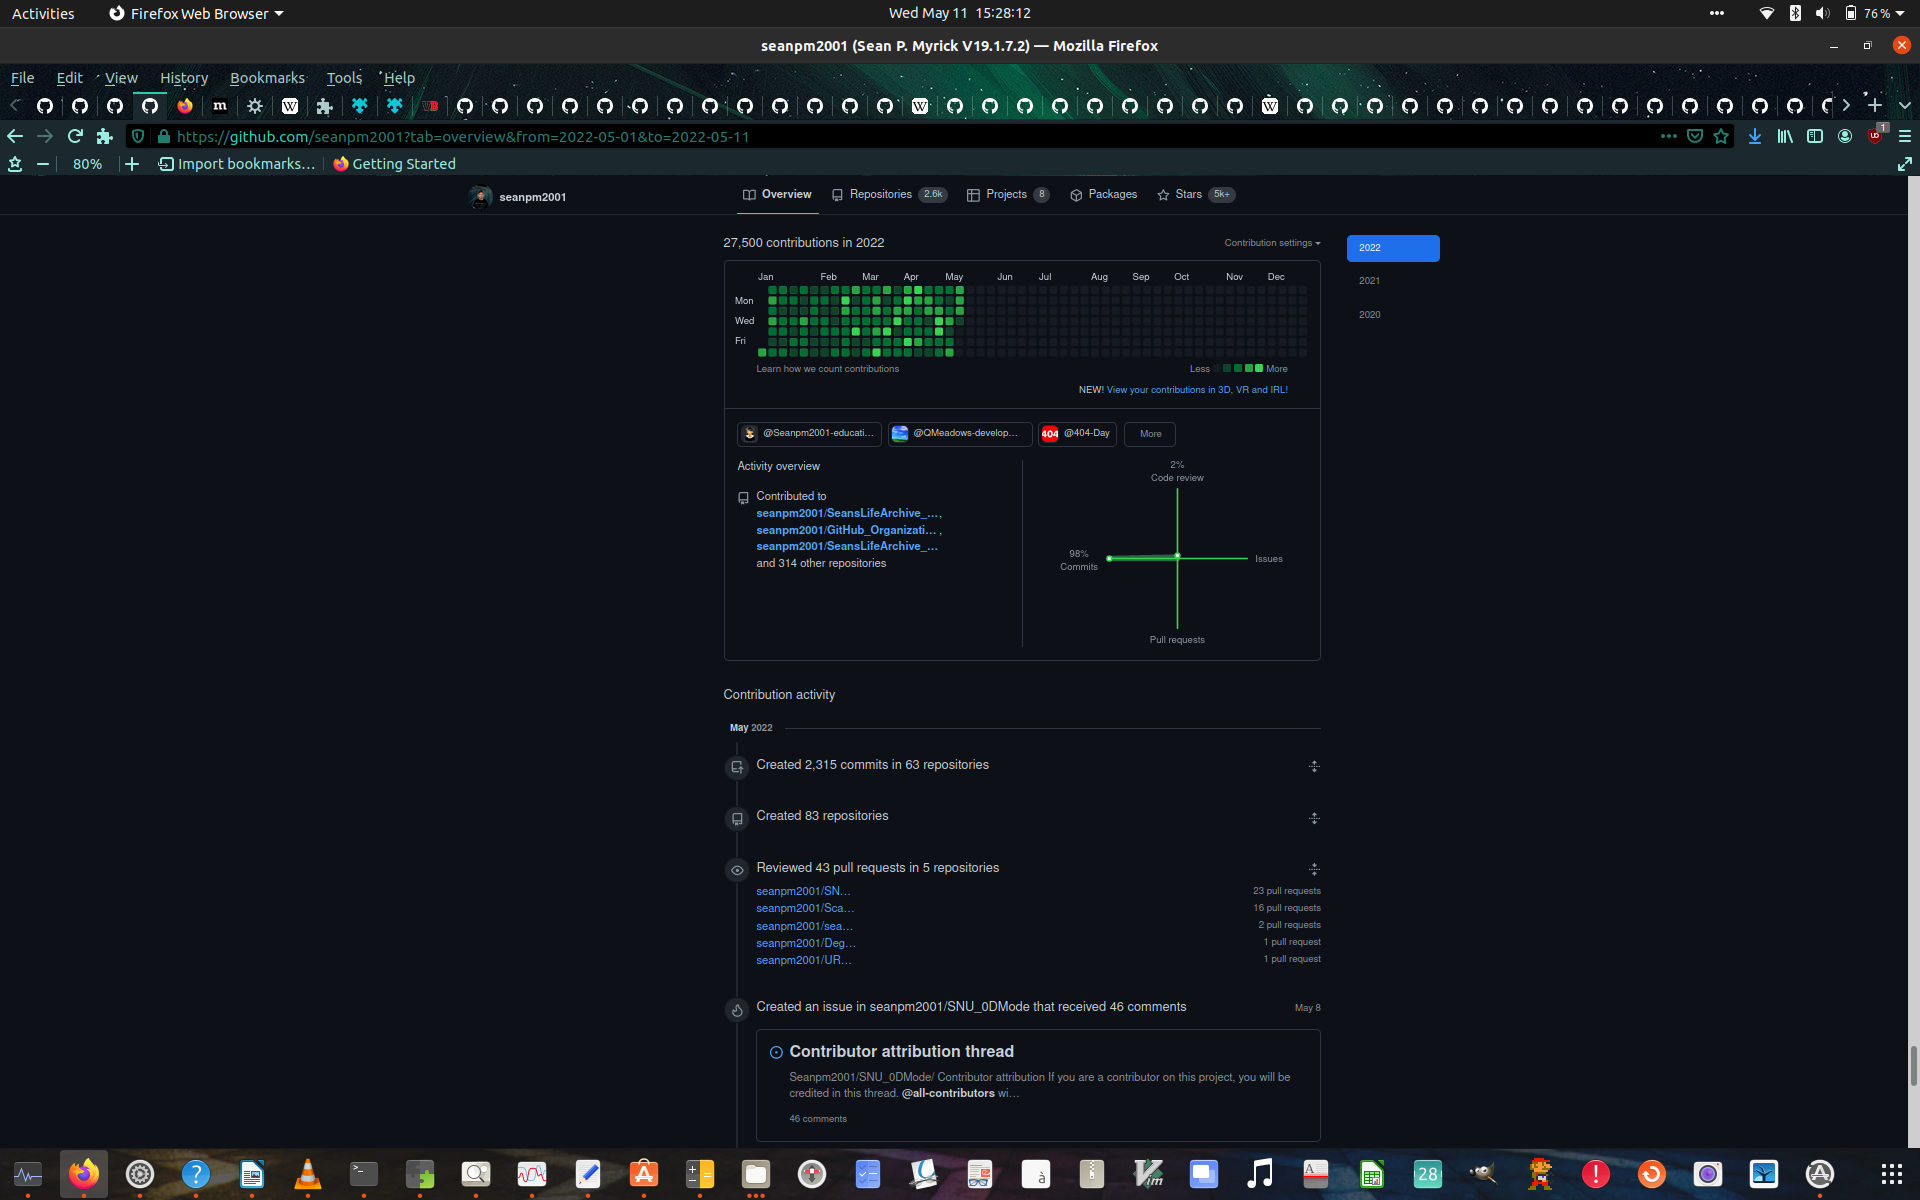 Activities Firefox Web Browser Wed May 11 15:28:12 76 %
seanpm2001 (Sean P. Myrick V19.1.7.2) — Mozilla Firefox
File Edit View History Bookmarks Tools Help
https://github.com/seanpm2001?tab=overview&from=2022-05-01&to=2022-05-11 1
80% Import bookmarks... Getting Started
seanpm2001 Overview Repositories 2.6k Projects 8 Packages Stars 5k+
27,500 contributions in 2022 Contribution settings 2022
Jan Feb Mar Apr May Jun Jul Aug Sep Oct Nov Dec
2021
Mon
2020
Wed
Fri
Learn how we count contributions Less More
NEW! View your contributions in 3D, VR and IRL!
@Seanpm2001-educati... @QMeadows-develop... 404 @404-Day More
Activity overview
2%
Code review
Contributed to
seanpm2001/SeansLifeArchive_...,
seanpm2001/GitHub_Organizati... ,
seanpm2001/SeansLifeArchive_...
and 314 other repositories
98%
Commits
Issues
Pull requests
Contribution activity
May 2022
Created 2,315 commits in 63 repositories
Created 83 repositories
Reviewed 43 pull requests in 5 repositories
seanpm2001/SN... 23 pull requests
seanpm2001/Sca... 16 pull requests
seanpm2001/sea... 2 pull requests
seanpm2001/Deg... 1 pull request
seanpm2001/UR... 1 pull request
Created an issue in seanpm2001/SNU_0DMode that received 46 comments May 8
Contributor attribution thread
Seanpm2001/SNU_0DMode/ Contributor attribution If you are a contributor on this project, you will be
credited in this thread. @all-contributors wi...
46 comments
28